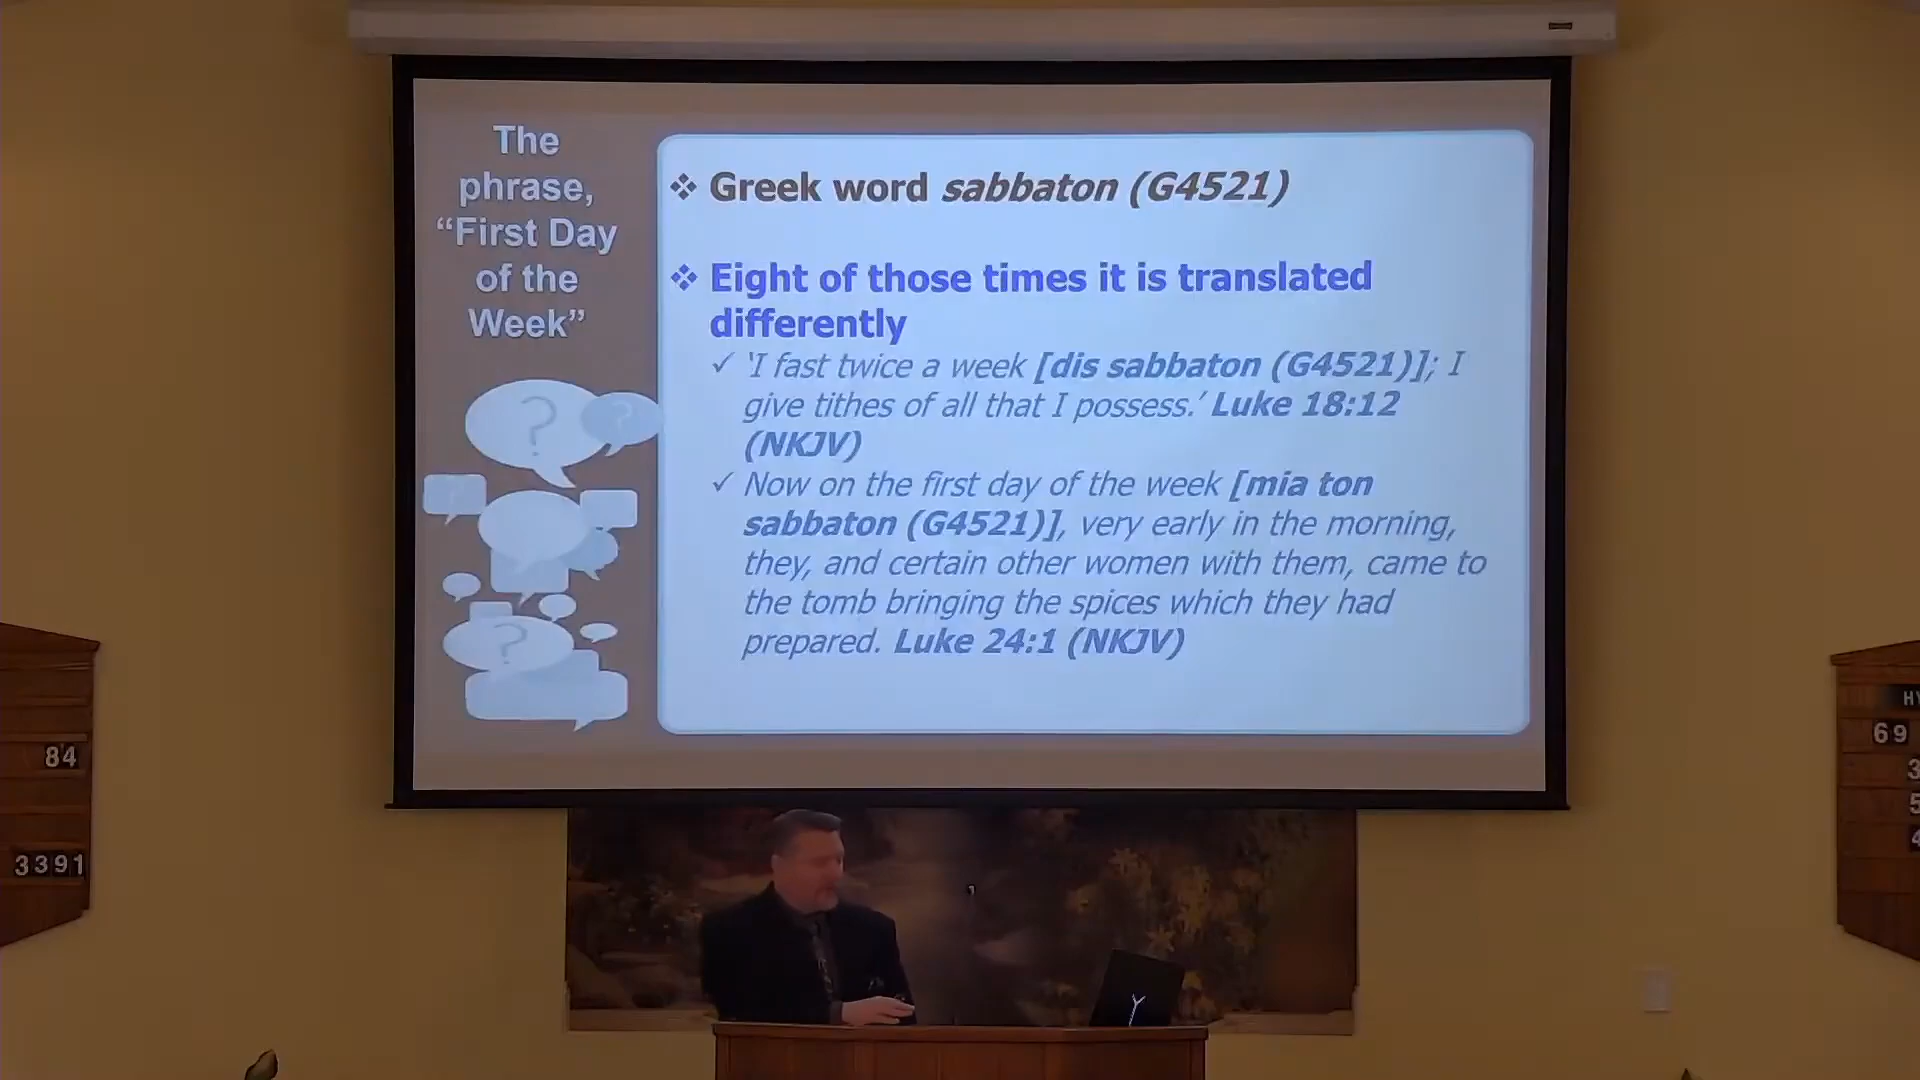 The
phrase,
“First Day
of the
Week”
❖ Greek word sabbaton (G4521)
❖ Eight of those times it is translated
differently
✓ ‘I fast twice a week [dis sabbaton (G4521)]; I
give tithes of all that I possess.’ Luke 18:12
(NKJV)
✓ Now on the first day of the week [mia ton
sabbaton (G4521)], very early in the morning,
they, and certain other women with them, came to
the tomb bringing the spices which they had
prepared. Luke 24:1 (NKJV)
?
?
?
?
84
3391
HY
69
3
5
4